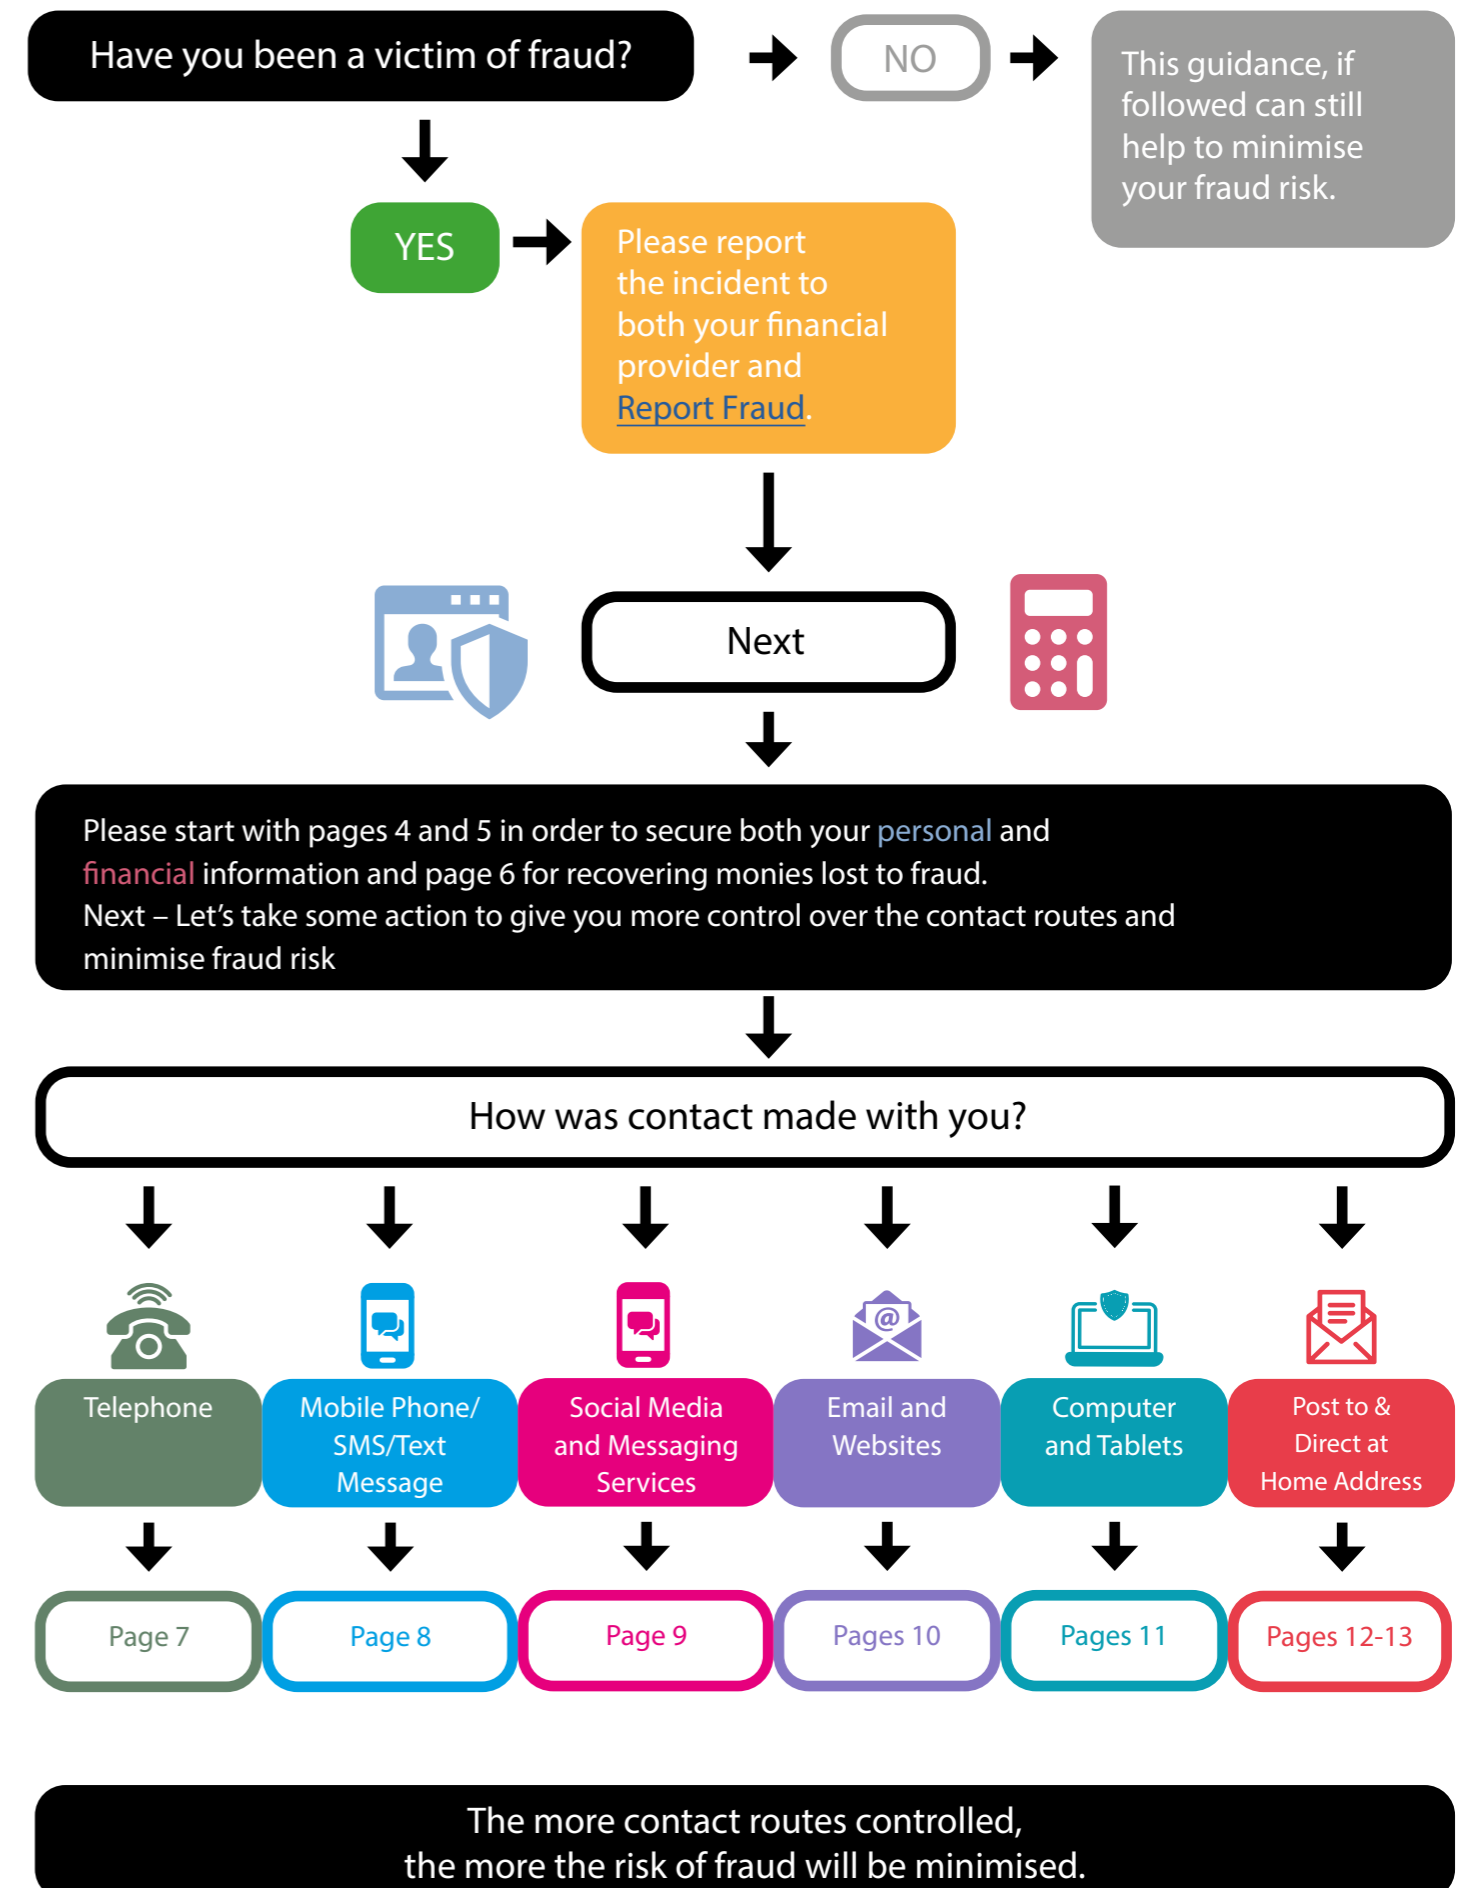 Have you been a victim of fraud?
NO
This guidance, if
followed can still
help to minimise
your fraud risk.
YES
Please report
the incident to
both your financial
provider and
Report Fraud.
Next
Please start with pages 4 and 5 in order to secure both your personal and
financial information and page 6 for recovering monies lost to fraud.
Next – Let’s take some action to give you more control over the contact routes and
minimise fraud risk
How was contact made with you?
@
Telephone
Mobile Phone/
SMS/Text
Message
Social Media
and Messaging
Services
Email and
Websites
Computer
and Tablets
Post to &
Direct at
Home Address
Page 7
Page 8
Page 9
Pages 10
Pages 11
Pages 12-13
The more contact routes controlled,
the more the risk of fraud will be minimised.